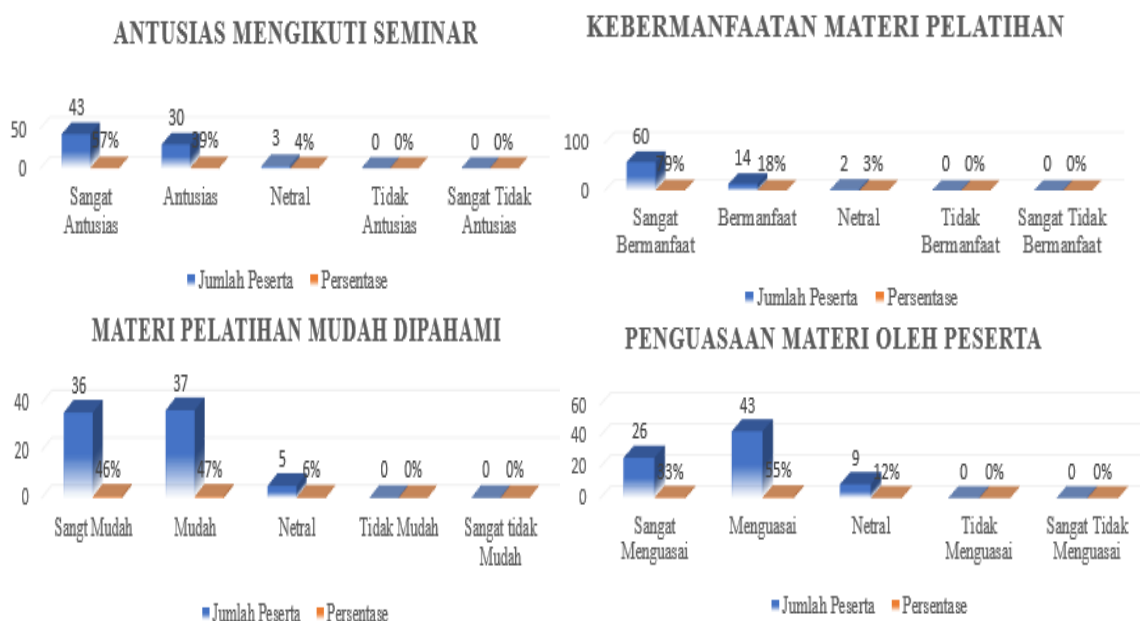 ANTUSIAS MENGIKUTI SEMINAR
50
0
43 57%
30 39%
3 4%
0 0%
0 0%
Sangat
Antusias
Antusias
Netral
Tidak
Antusias
Sangat Tidak
Antusias
Jumlah Peserta Persentase
KEBERMANFAATAN MATERI PELATIHAN
100
0
60 79%
14 18%
2 3%
0 0%
0 0%
Sangat
Bermanfaat
Bermanfaat
Netral
Tidak
Bermanfaat
Sangat Tidak
Bermanfaat
Jumlah Peserta Persentase
MATERI PELATIHAN MUDAH DIPAHAMI
40
20
0
36 46%
37 47%
5 6%
0 0%
0 0%
Sangt Mudah
Mudah
Netral
Tidak Mudah
Sangat tidak
Mudah
Jumlah Peserta Persentase
PENGUASAAN MATERI OLEH PESERTA
60
40
20
0
26 33%
43 55%
9 12%
0 0%
0 0%
Sangat
Menguasai
Menguasai
Netral
Tidak
Menguasai
Sangat Tidak
Menguasai
Jumlah Peserta Persentase